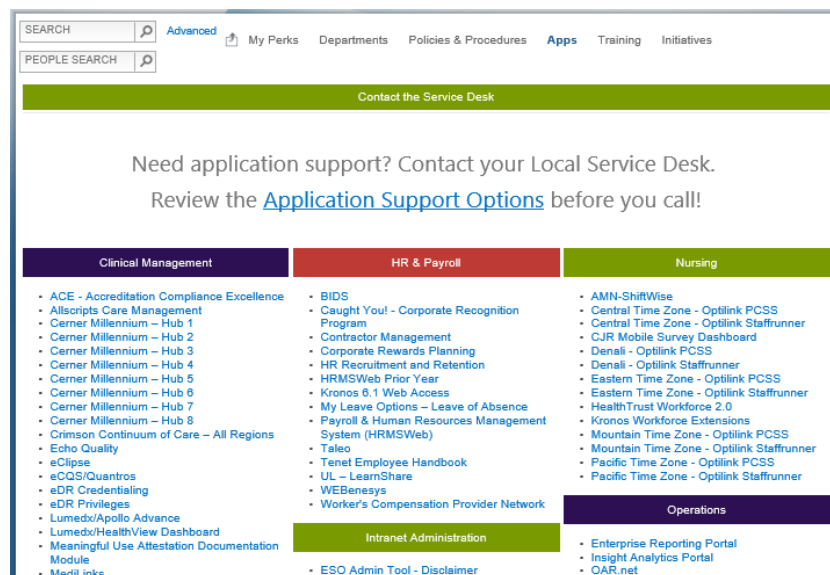 SEARCH
Advanced
My Perks Departments Policies & Procedures Apps Training Initiatives
PEOPLE SEARCH
Contact the Service Desk
Need application support? Contact your Local Service Desk.
Review the Application Support Options before you call!
Clinical Management
ACE - Accreditation Compliance Excellence
Allscripts Care Management
Cerner Millennium – Hub 1
Cerner Millennium – Hub 2
Cerner Millennium – Hub 3
Cerner Millennium – Hub 4
Cerner Millennium – Hub 5
Cerner Millennium – Hub 6
Cerner Millennium – Hub 7
Cerner Millennium – Hub 8
Crimson Continuum of Care – All Regions
Echo Quality
eClipse
eCQS/Quantros
eDR Credentialing
eDR Privileges
Lumedx/Apollo Advance
Lumedx/HealthView Dashboard
Meaningful Use Attestation Documentation
Module
MediLinks
HR & Payroll
BIDS
Caught You! - Corporate Recognition
Program
Contractor Management
Corporate Rewards Planning
HR Recruitment and Retention
HRMSWeb Prior Year
Kronos 6.1 Web Access
My Leave Options – Leave of Absence
Payroll & Human Resources Management
System (HRMSWeb)
Taleo
Tenet Employee Handbook
UL – LearnShare
WEBenesys
Worker's Compensation Provider Network
Intranet Administration
ESO Admin Tool - Disclaimer
Nursing
AMN-ShiftWise
Central Time Zone - Optilink PCSS
Central Time Zone - Optilink Staffrunner
CJR Mobile Survey Dashboard
Denali - Optilink PCSS
Denali - Optilink Staffrunner
Eastern Time Zone - Optilink PCSS
Eastern Time Zone - Optilink Staffrunner
HealthTrust Workforce 2.0
Kronos Workforce Extensions
Mountain Time Zone - Optilink PCSS
Mountain Time Zone - Optilink Staffrunner
Pacific Time Zone - Optilink PCSS
Pacific Time Zone - Optilink Staffrunner
Operations
Enterprise Reporting Portal
Insight Analytics Portal
OAR.net